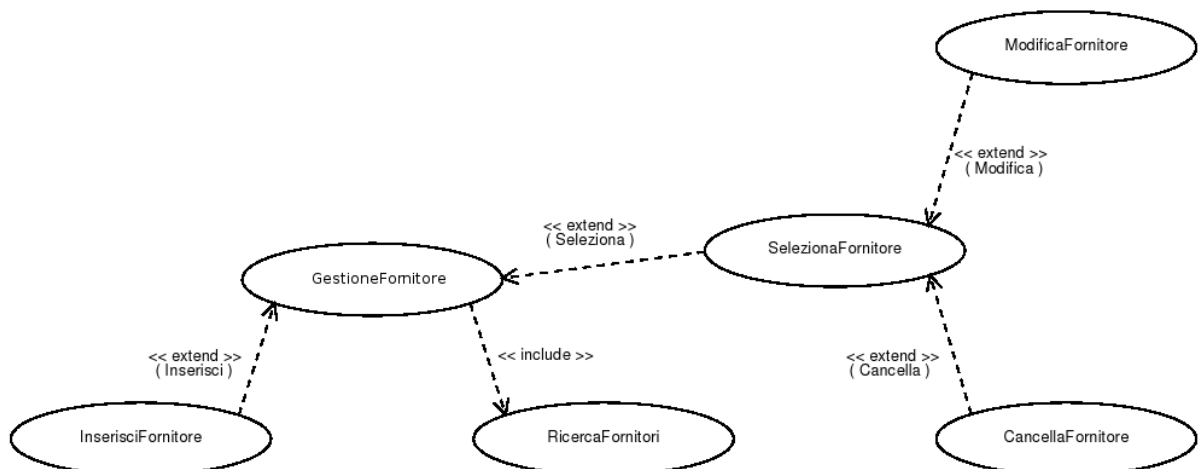 ModificaFornitore
<< extend >>
( Modifica )
<< extend >>
( Seleziona )
SelezionaFornitore
GestioneFornitore
<< extend >>
( Inserisci )
<< include >>
<< extend >>
( Cancella )
InserisciFornitore
RicercaFornitori
CancellaFornitore